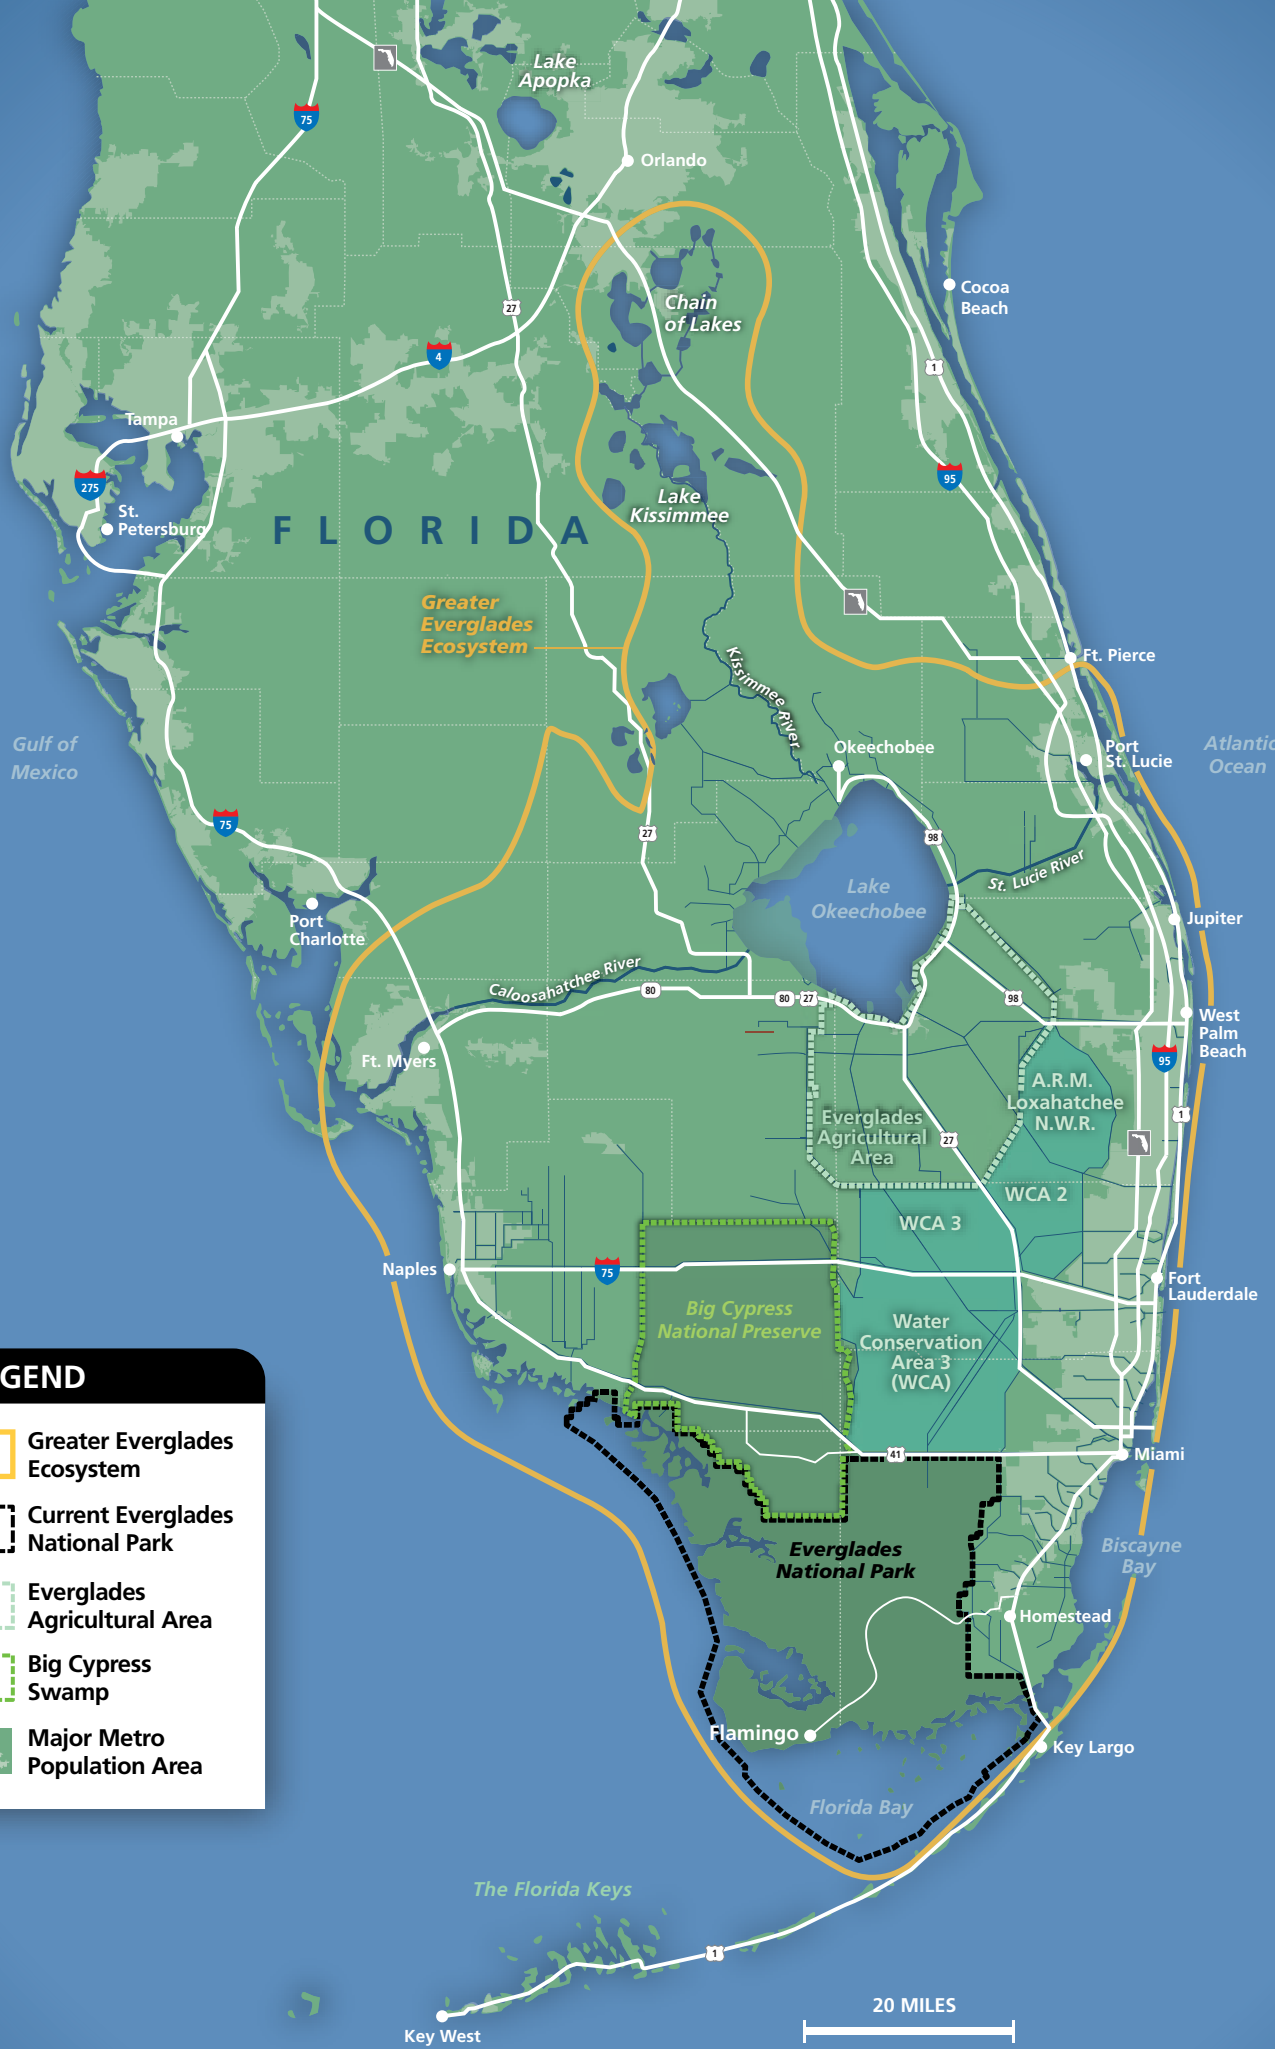 Lake
Apopka
75
Orlando
Cocoa
Beach
Chain
of Lakes
27
4
1
Tampa
275
95
St.
Petersburg
Lake
Kissimmee
FLORIDA
Greater
Everglades
Ecosystem
Kissimmee River
Ft. Pierce
Gulf of
Mexico
Okeechobee
Port
St. Lucie
Atlantic
Ocean
75
27
98
St. Lucie River
Lake
Okeechobee
Port
Charlotte
Jupiter
Caloosahatchee River
80
80
27
98
West
Palm
Beach
Ft. Myers
95
A.R.M.
Loxahatchee
N.W.R.
1
Everglades
Agricultural
Area
27
WCA 2
WCA 3
Naples
75
Fort
Lauderdale
Big Cypress
National Preserve
Water
Conservation
Area 3
(WCA)
41
Miami
Everglades
National Park
Biscayne
Bay
Homestead
Flamingo
Key Largo
Florida Bay
The Florida Keys
1
Key West
20 MILES
GEND
Greater Everglades
Ecosystem
Current Everglades
National Park
Everglades
Agricultural Area
Big Cypress
Swamp
Major Metro
Population Area